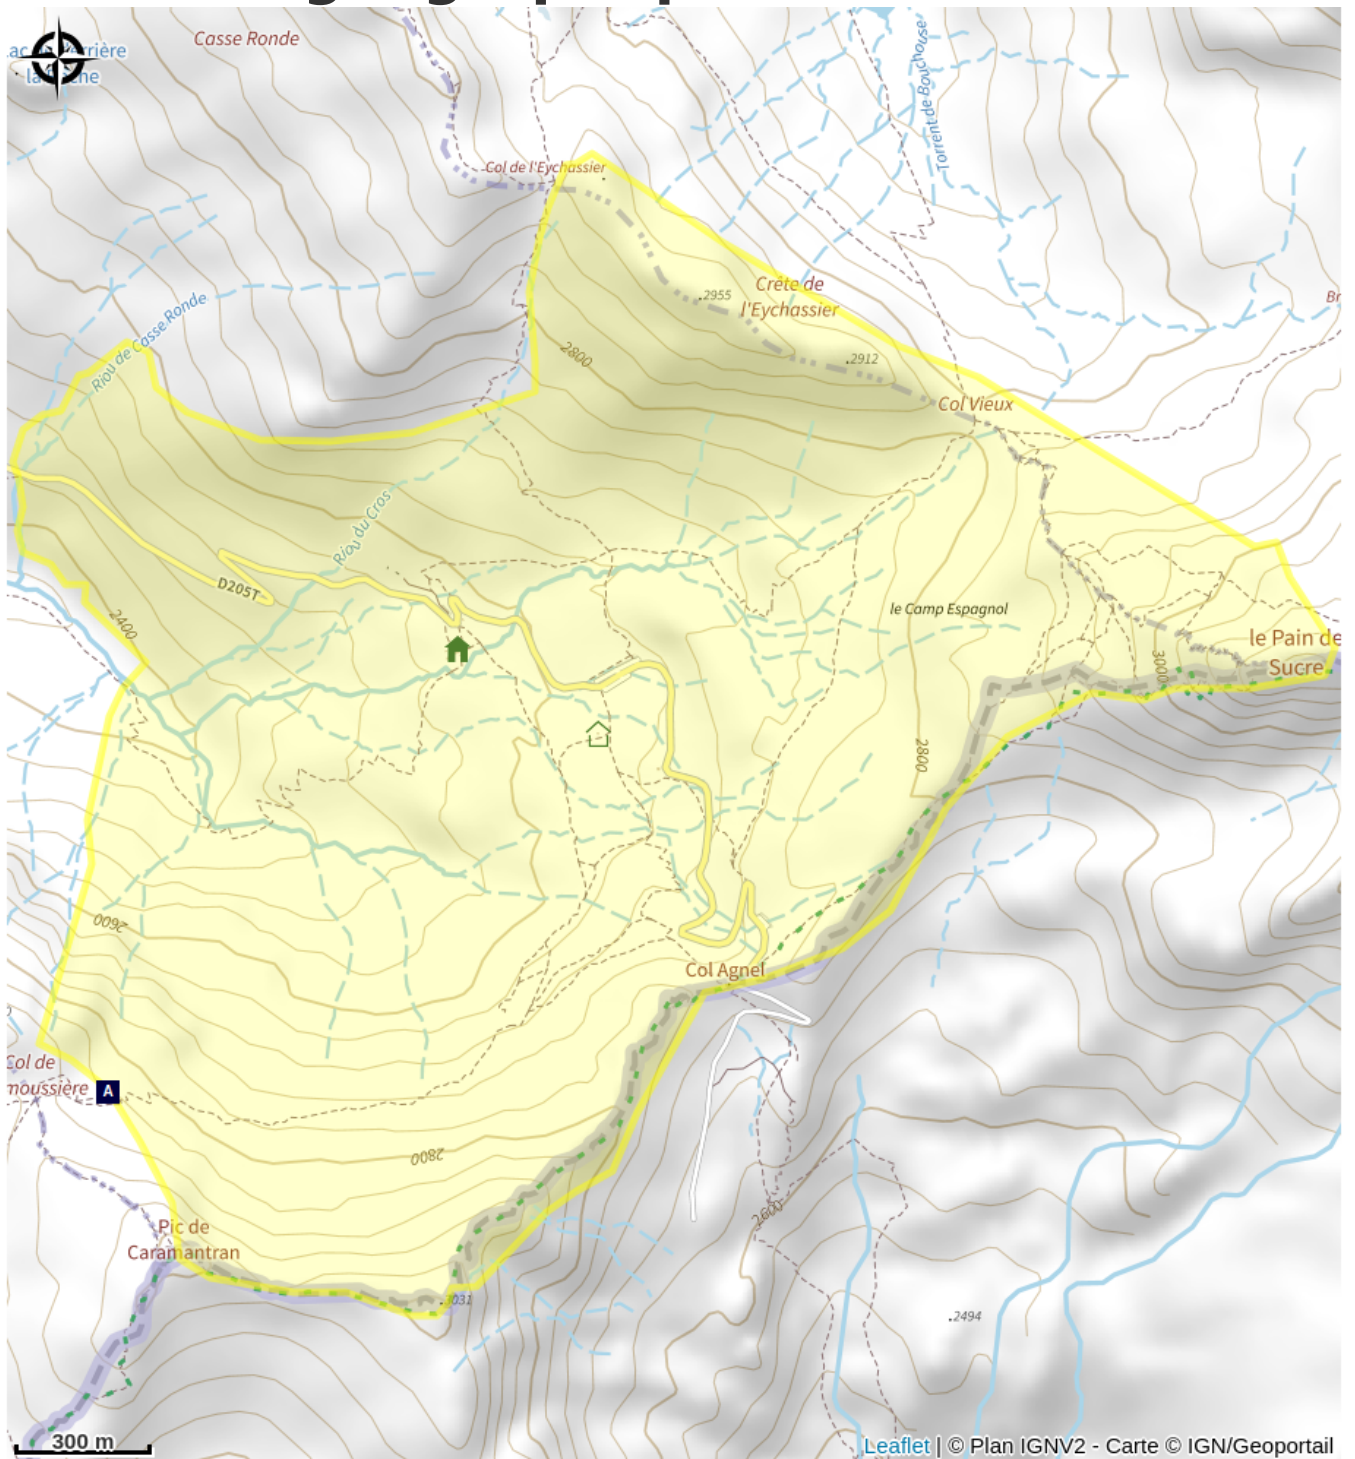 Casse Ronde
Torrent de Bouchouse
Col de l'Eychassier
Crête de
l'Eychassier
.2955
Riou de Casse Ronde
2800
.2912
Col Vieux
Riou du Cros
D205T
2400
le Camp Espagnol
le Pain de
Sucre
3000
2800
2600
Col Agnel
Col de
moussière
A
2800
Pic de
Caramantran
2600
.3031
.2494
300 m
Leaflet | © Plan IGNV2 - Carte © IGN/Geoportail